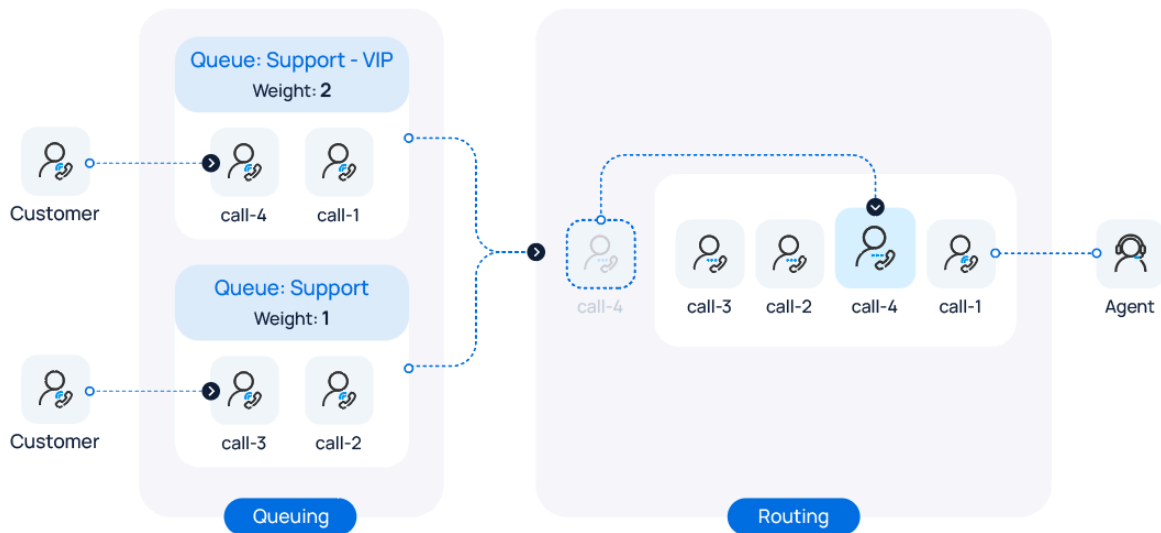 Queue: Support - VIP
Weight: 2
Customer
call-4 call-1
Queue: Support
Weight: 1
Customer
call-3 call-2
Queuing
call-4
call-3 call-2 call-4 call-1
Agent
Routing